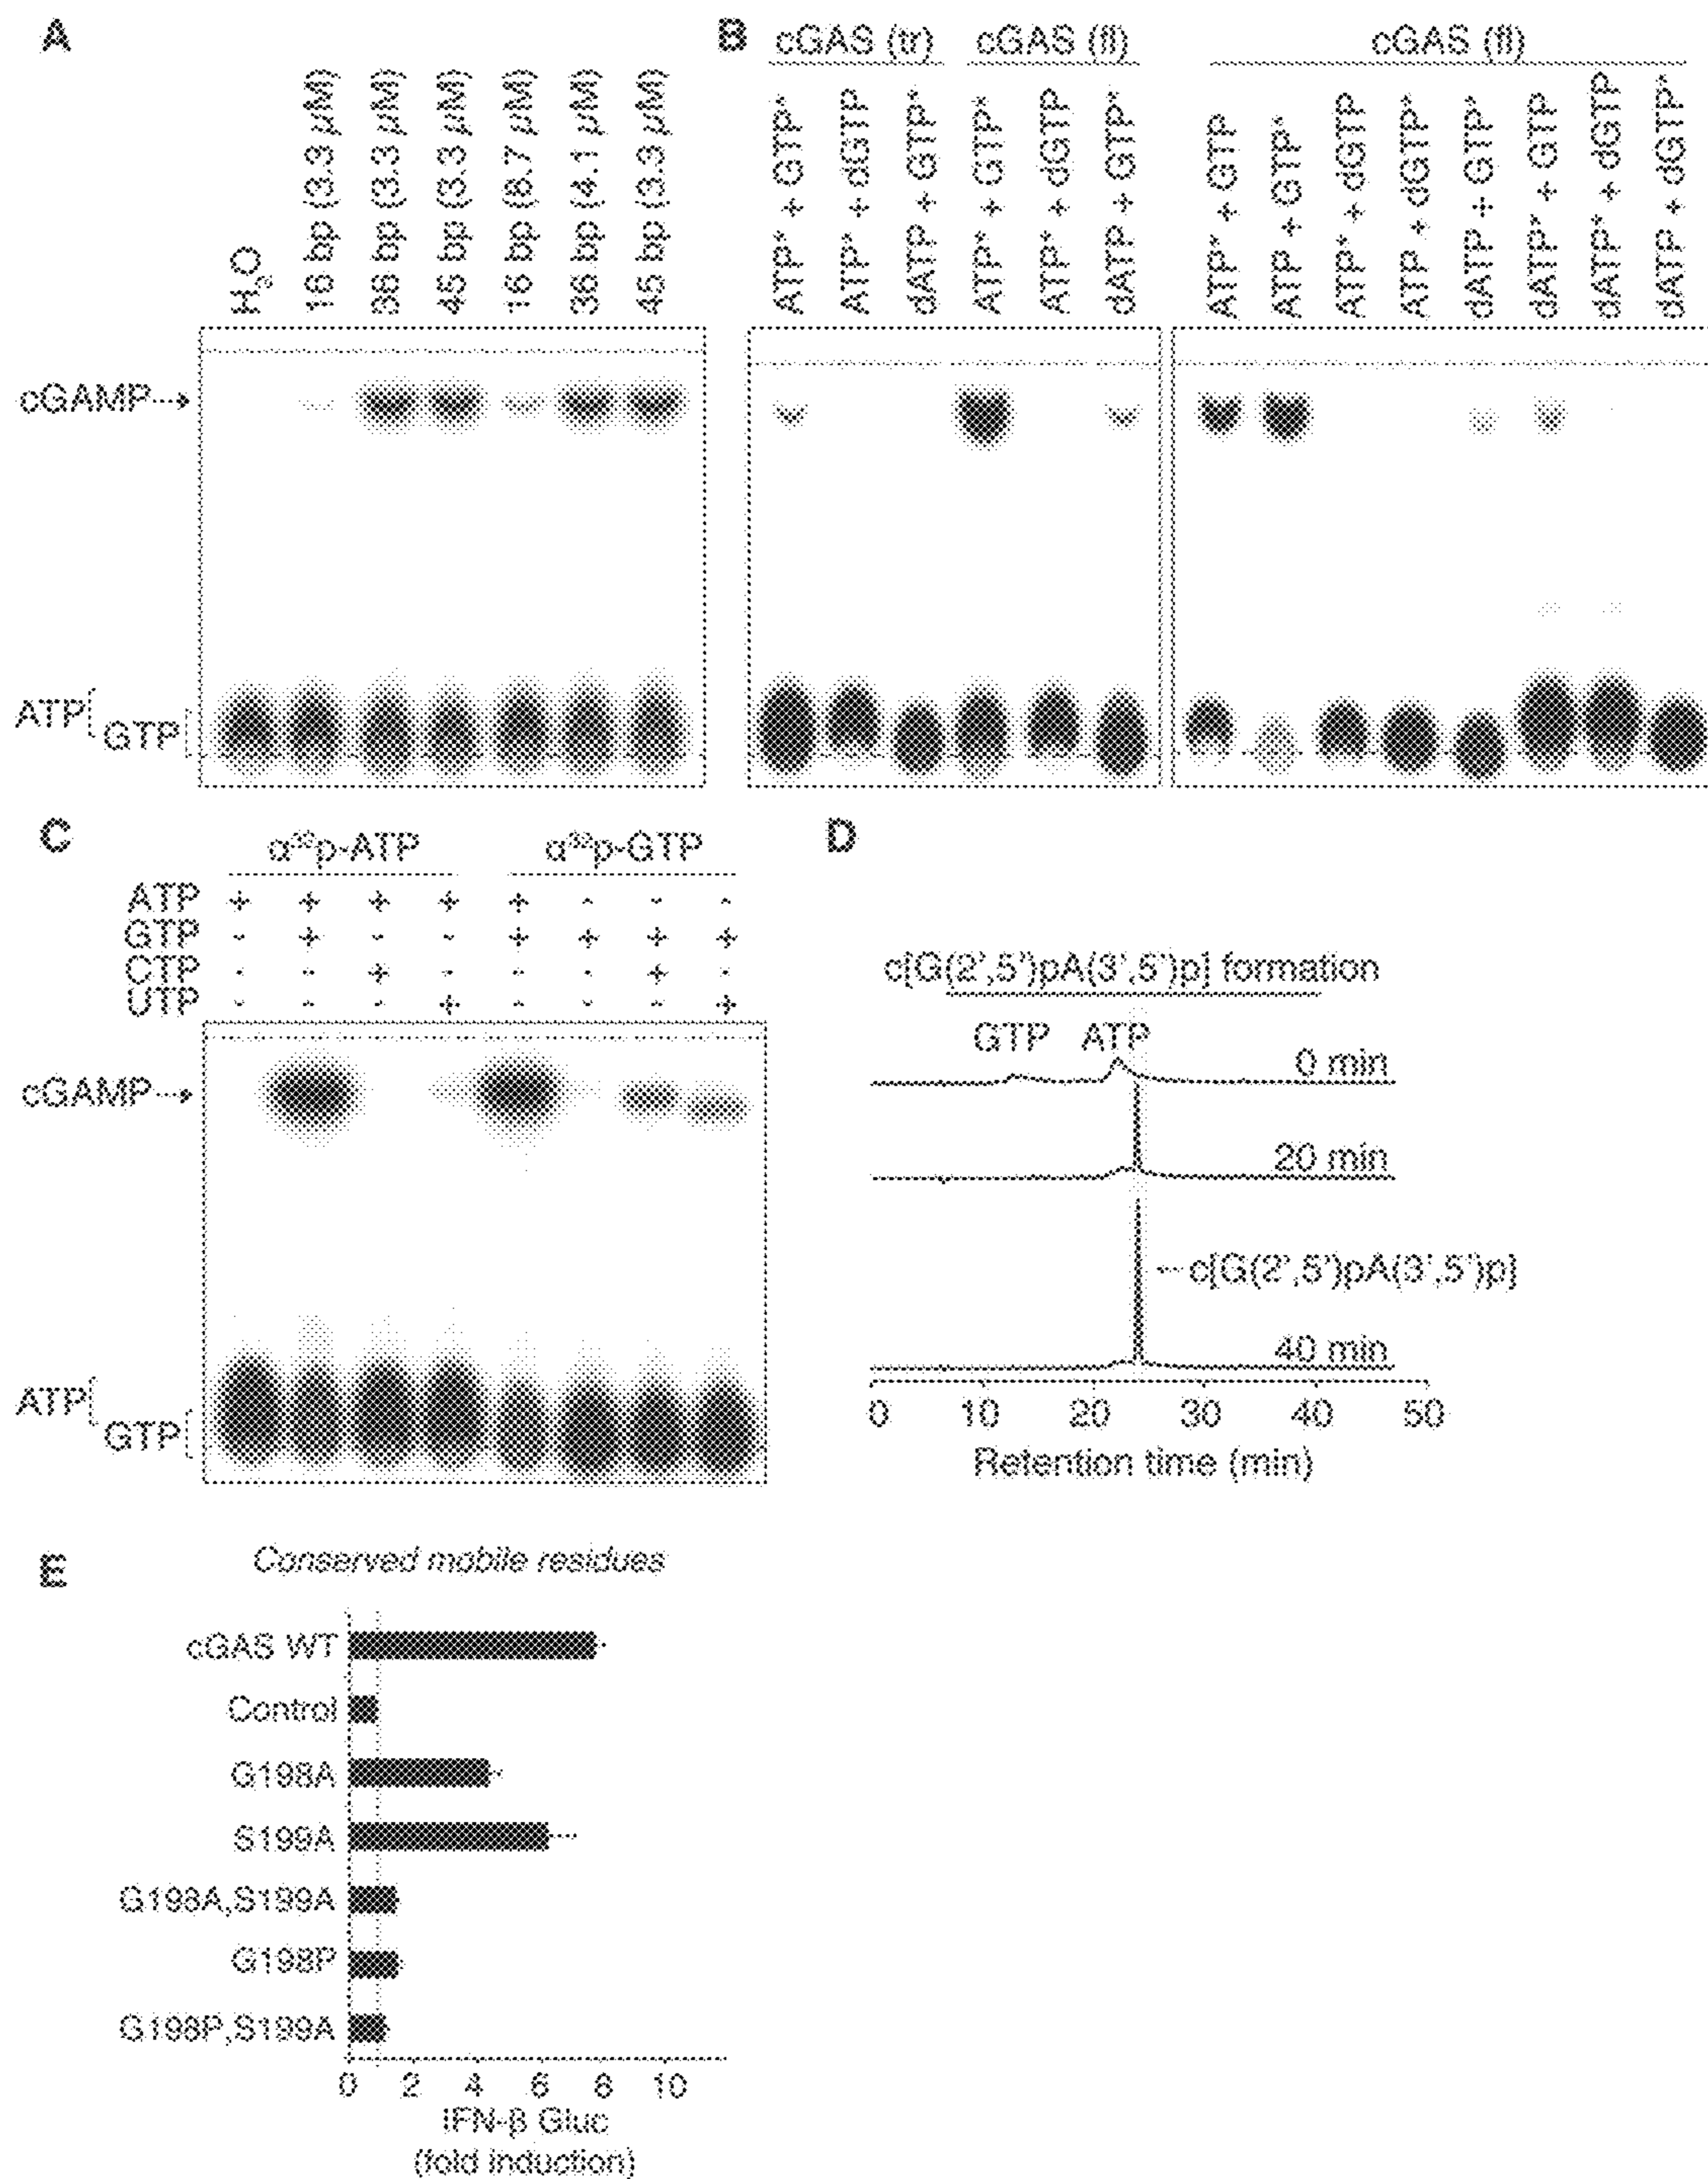 A
H2O
16 bp (3.3 µM)
36 bp (3.3 µM)
45 bp (3.3 µM)
16 bp (8.7 µM)
36 bp (4.1 µM)
45 bp (3.3 µM)
cGAMP
ATP
GTP
B
cGAS (tr)
cGAS (fl)
cGAS (fl)
ATP* + GTP*
ATP* + dGTP
dATP + GTP*
ATP* + GTP*
ATP* + dGTP
dATP + GTP*
ATP* + GTP
ATP + GTP*
ATP* + dGTP
ATP + dGTP*
dATP + GTP*
dATP* + GTP
dATP* + dGTP
dATP + dGTP*
C
α32p-ATP
α32p-GTP
ATP + + + + + - - -
GTP - + - - + + + +
CTP - - + - - - + -
UTP - - - + - - - +
cGAMP
ATP
GTP
D
c[G(2',5')pA(3',5')p] formation
GTP
ATP
0 min
20 min
c[G(2',5')pA(3',5')p]
40 min
0 10 20 30 40 50
Retention time (min)
E
Conserved mobile residues
cGAS WT
Control
G198A
S199A
G198A,S199A
G198P
G198P,S199A
0 2 4 6 8 10
IFN-β Gluc
(fold induction)